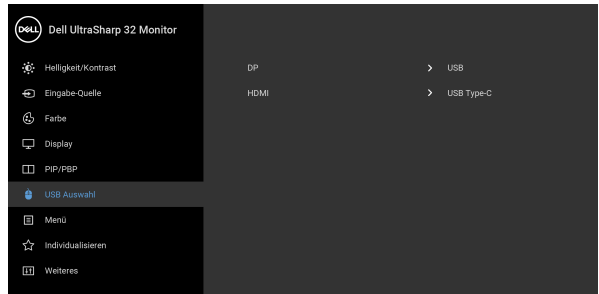 DELL Dell UltraSharp 32 Monitor
Helligkeit/Kontrast DP USB
Eingabe-Quelle HDMI USB Type-C
Farbe
Display
PIP/PBP
USB Auswahl
Menü
Individualisieren
Weiteres